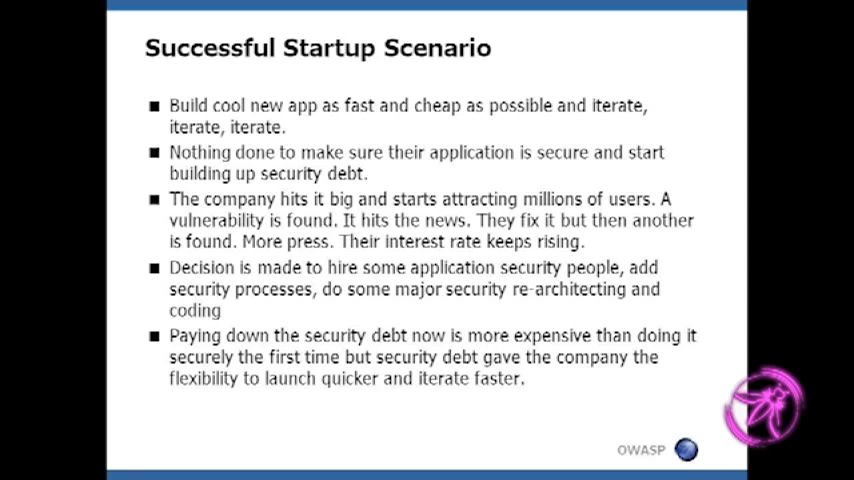 Successful Startup Scenario
Build cool new app as fast and cheap as possible and iterate,
iterate, iterate.
Nothing done to make sure their application is secure and start
building up security debt.
The company hits it big and starts attracting millions of users. A
vulnerability is found. It hits the news. They fix it but then another
is found. More press. Their interest rate keeps rising.
Decision is made to hire some application security people, add
security processes, do some major security re-architecting and
coding
Paying down the security debt now is more expensive than doing it
securely the first time but security debt gave the company the
flexibility to launch quicker and iterate faster.
OWASP